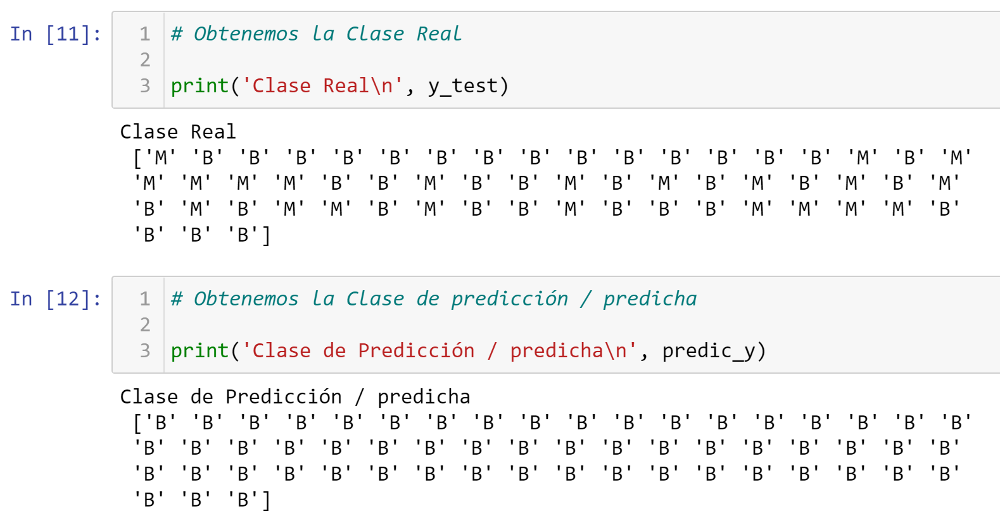 In [11]:
1 # Obtenemos la Clase Real
2
3 print('Clase Real\n', y_test)
Clase Real
['M' 'B' 'B' 'B' 'B' 'B' 'B' 'B' 'B' 'B' 'B' 'B' 'B' 'B' 'B' 'M' 'B' 'M'
'M' 'M' 'M' 'M' 'B' 'B' 'M' 'B' 'B' 'M' 'B' 'M' 'B' 'M' 'B' 'M' 'B' 'M'
'B' 'M' 'B' 'M' 'M' 'B' 'M' 'B' 'B' 'M' 'B' 'B' 'B' 'M' 'M' 'M' 'M' 'B'
'B' 'B' 'B']
In [12]:
1 # Obtenemos la Clase de predicción / predicha
2
3 print('Clase de Predicción / predicha\n', predic_y)
Clase de Predicción / predicha
['B' 'B' 'B' 'B' 'B' 'B' 'B' 'B' 'B' 'B' 'B' 'B' 'B' 'B' 'B' 'B' 'B' 'B'
'B' 'B' 'B' 'B' 'B' 'B' 'B' 'B' 'B' 'B' 'B' 'B' 'B' 'B' 'B' 'B' 'B' 'B'
'B' 'B' 'B' 'B' 'B' 'B' 'B' 'B' 'B' 'B' 'B' 'B' 'B' 'B' 'B' 'B' 'B' 'B'
'B' 'B' 'B']